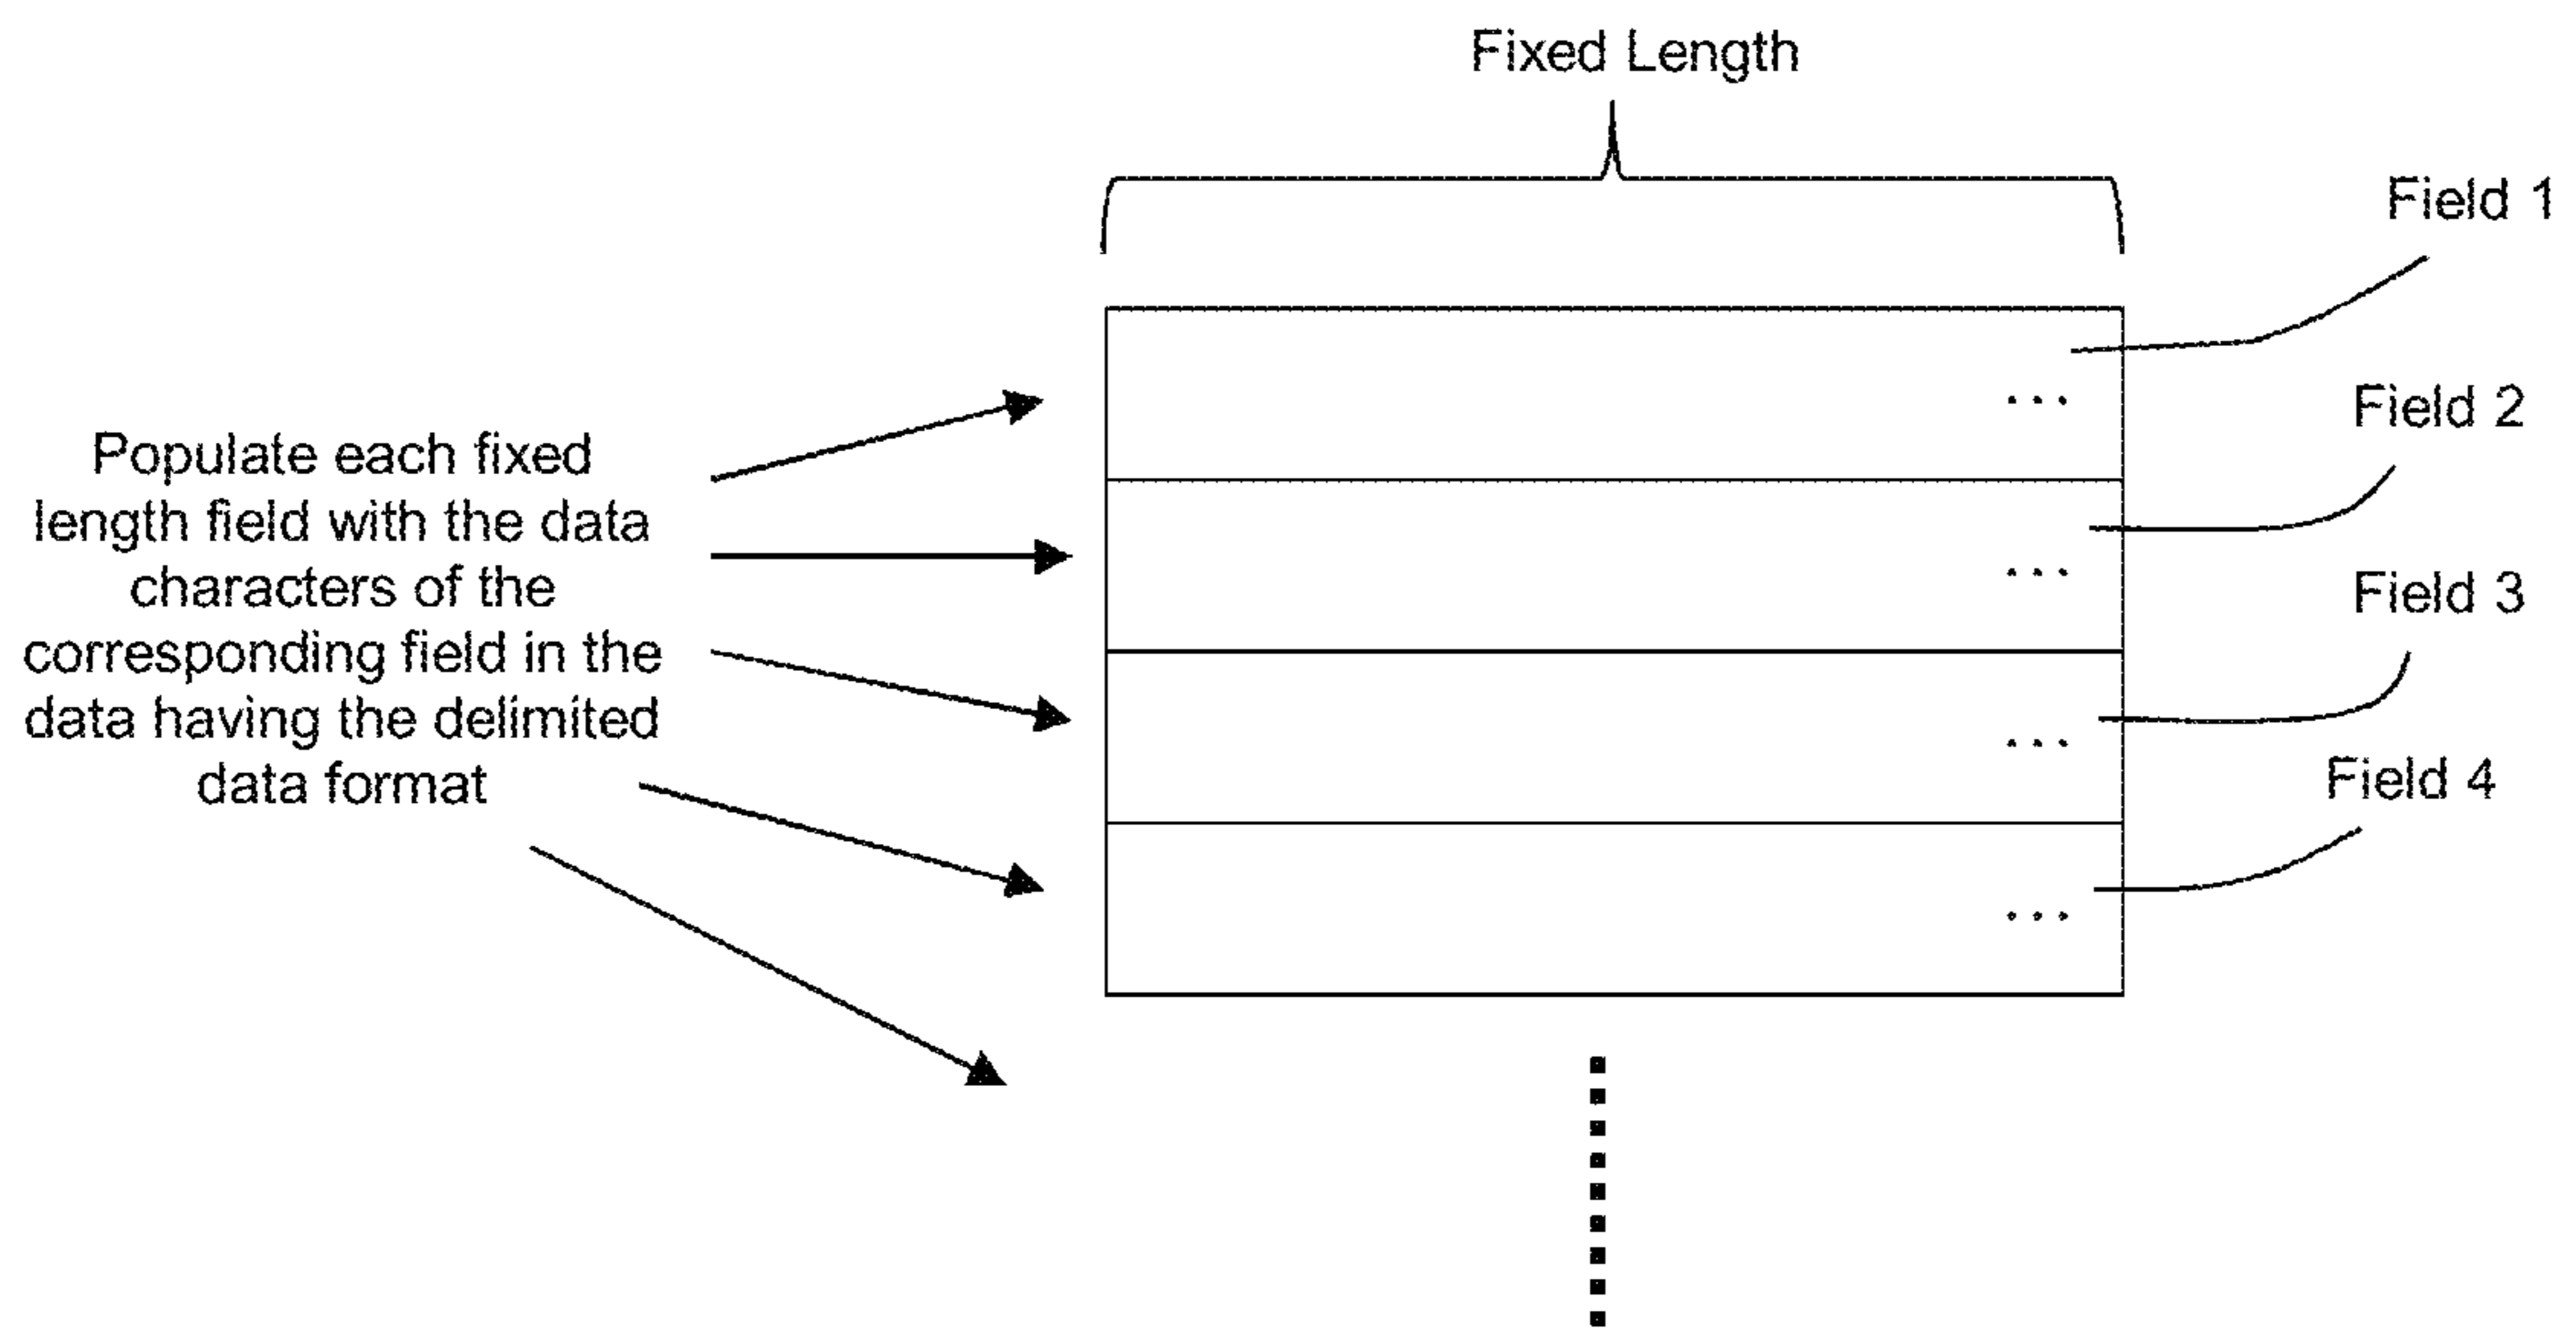 Fixed Length
Field 1
...
Field 2
Populate each fixed
length field with the data
characters of the
corresponding field in the
data having the delimited
data format
...
Field 3
...
Field 4
...